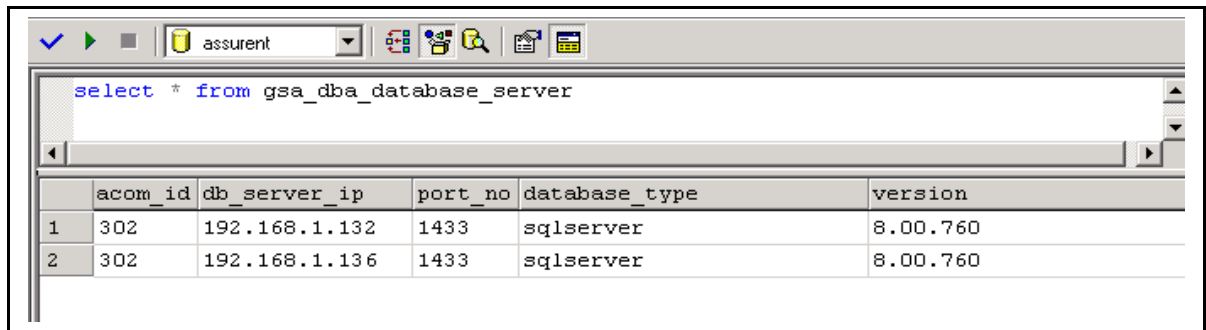 assurent
select * from gsa_dba_database_server
acom_id db_server_ip port_no database_type version
1 302 192.168.1.132 1433 sqlserver 8.00.760
2 302 192.168.1.136 1433 sqlserver 8.00.760